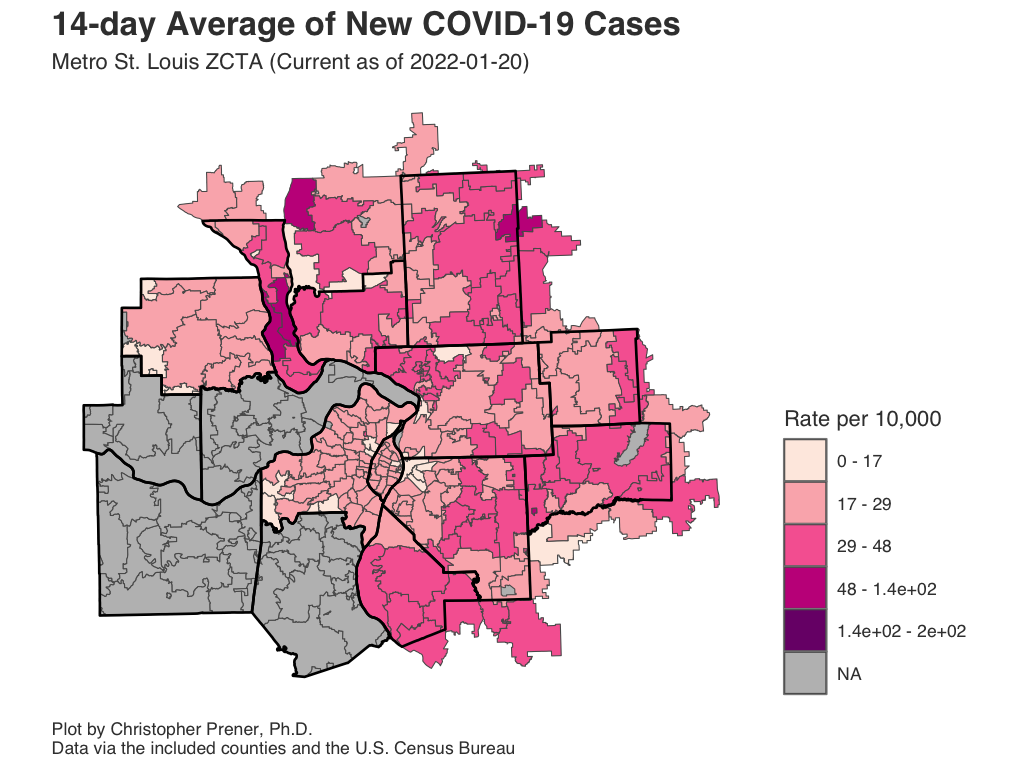 14-day Average of New COVID-19 Cases
Metro St. Louis ZCTA (Current as of 2022-01-20)
Rate per 10,000
0 - 17
17 - 29
29 - 48
48 - 1.4e+02
1.4e+02 - 2e+02
NA
Plot by Christopher Prener, Ph.D.
Data via the included counties and the U.S. Census Bureau